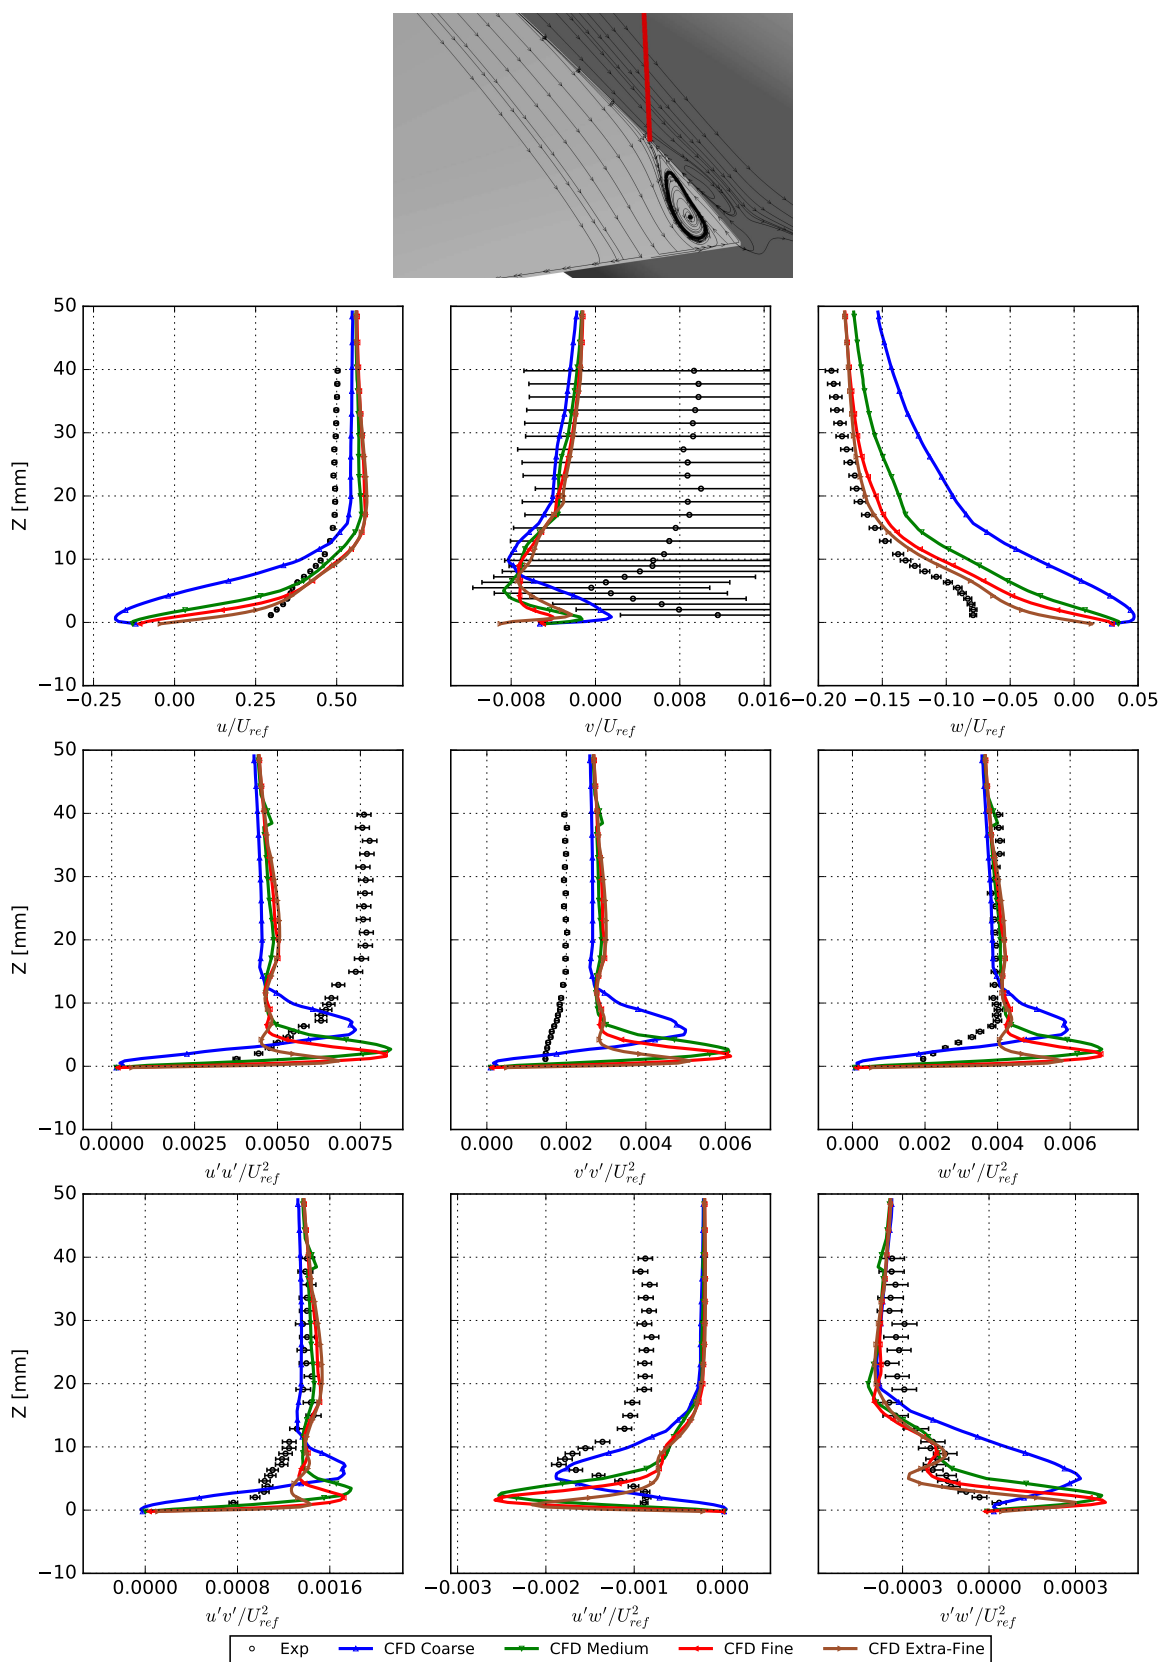 50
40
30
20
10
0
−10
Z [mm]
−0.25 0.00 0.25 0.50
u/U_ref
−0.008 0.000 0.008 0.016
v/U_ref
−0.20 −0.15 −0.10 −0.05 0.00 0.05
w/U_ref
50
40
30
20
10
0
−10
Z [mm]
0.0000 0.0025 0.0050 0.0075
u'u'/U²_ref
0.000 0.002 0.004 0.006
v'v'/U²_ref
0.000 0.002 0.004 0.006
w'w'/U²_ref
50
40
30
20
10
0
−10
Z [mm]
0.0000 0.0008 0.0016
u'v'/U²_ref
−0.003 −0.002 −0.001 0.000
u'w'/U²_ref
−0.0003 0.0000 0.0003
v'w'/U²_ref
Exp CFD Coarse CFD Medium CFD Fine CFD Extra-Fine